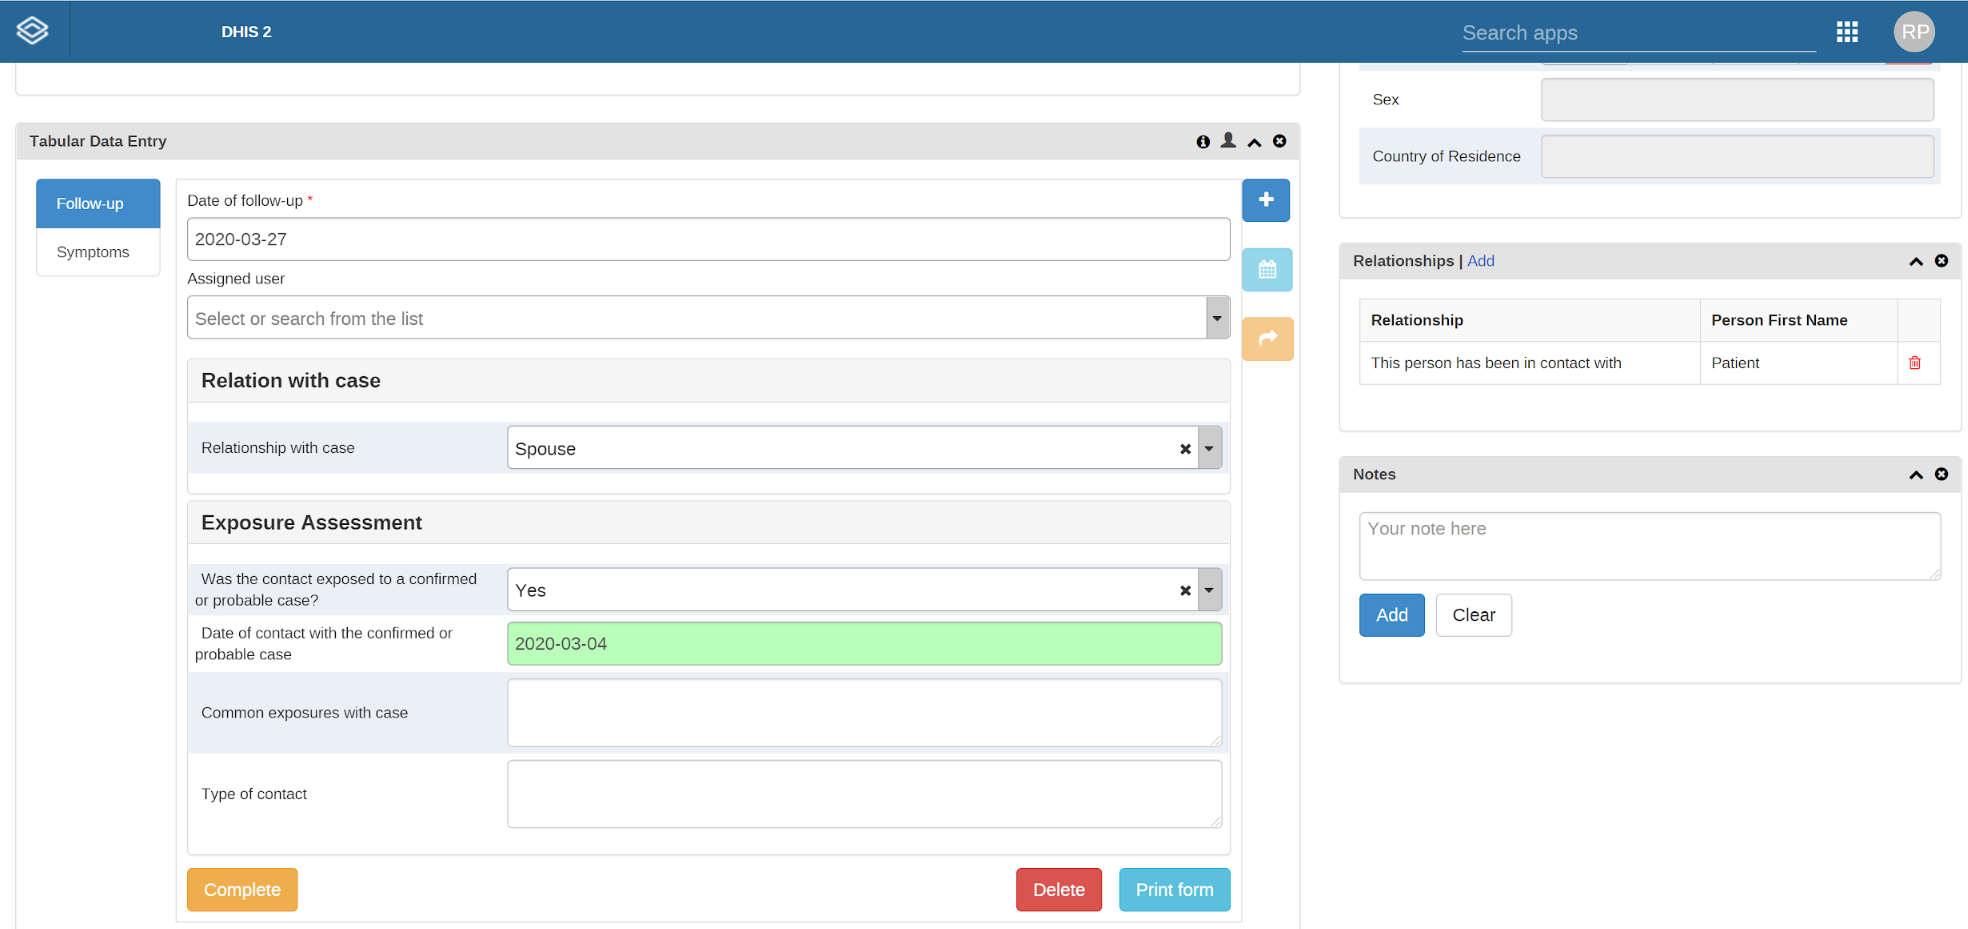 DHIS 2
Search apps
RP
Tabular Data Entry
Follow-up
Symptoms
Date of follow-up *
2020-03-27
Assigned user
Select or search from the list
Relation with case
Relationship with case
Spouse
Exposure Assessment
Was the contact exposed to a confirmed
or probable case?
Yes
Date of contact with the confirmed or
probable case
2020-03-04
Common exposures with case
Type of contact
Complete
Delete
Print form
Sex
Country of Residence
Relationships | Add
Relationship
Person First Name
This person has been in contact with
Patient
Notes
Your note here
Add
Clear